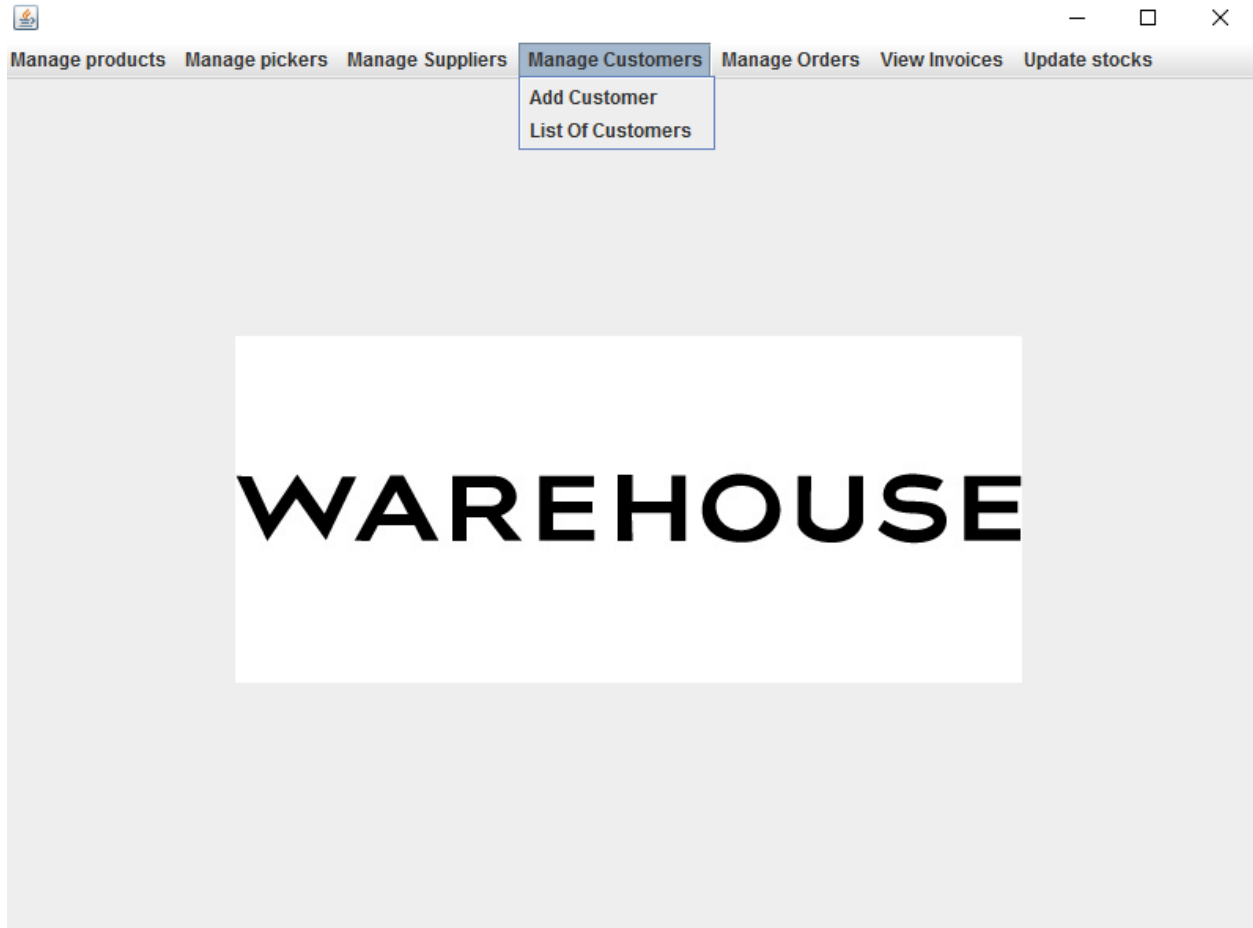 Manage products Manage pickers Manage Suppliers Manage Customers Manage Orders View Invoices Update stocks
Add Customer
List Of Customers
WAREHOUSE